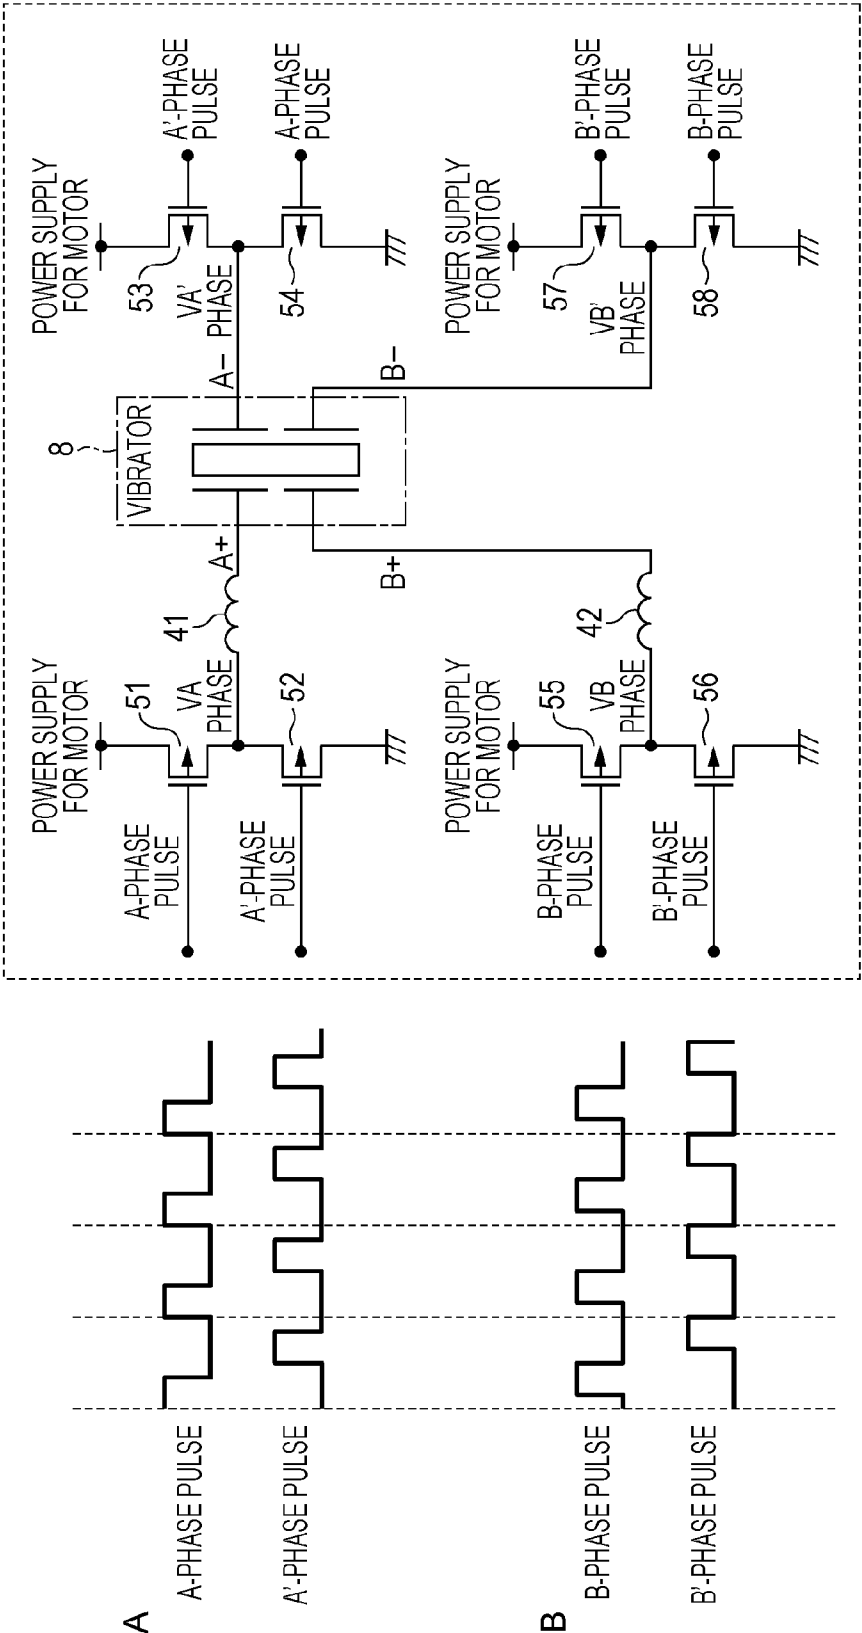 A
A-PHASE PULSE
A'-PHASE PULSE
B
B-PHASE PULSE
B'-PHASE PULSE
POWER SUPPLY
FOR MOTOR
A-PHASE
PULSE
51
VA
PHASE
A'-PHASE
PULSE
52
41
A+
8
VIBRATOR
A−
POWER SUPPLY
FOR MOTOR
53
A'-PHASE
PULSE
VA'
PHASE
54
A-PHASE
PULSE
B+
B−
POWER SUPPLY
FOR MOTOR
B-PHASE
PULSE
55
VB
PHASE
B'-PHASE
PULSE
56
42
POWER SUPPLY
FOR MOTOR
57
B'-PHASE
PULSE
VB'
PHASE
58
B-PHASE
PULSE